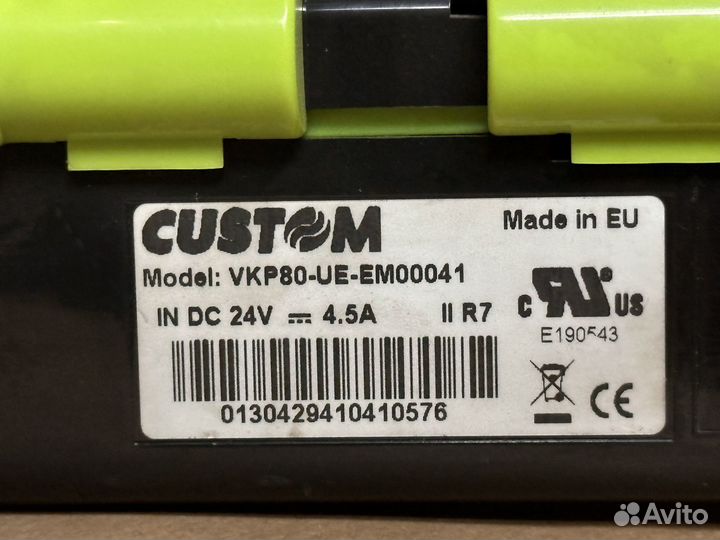 CUSTOM
Made in EU
Model: VKP80-UE-EM00041
IN DC 24V ⎓ 4.5A II R7
C RU US
E190543
0130429410410576
CE
Avito